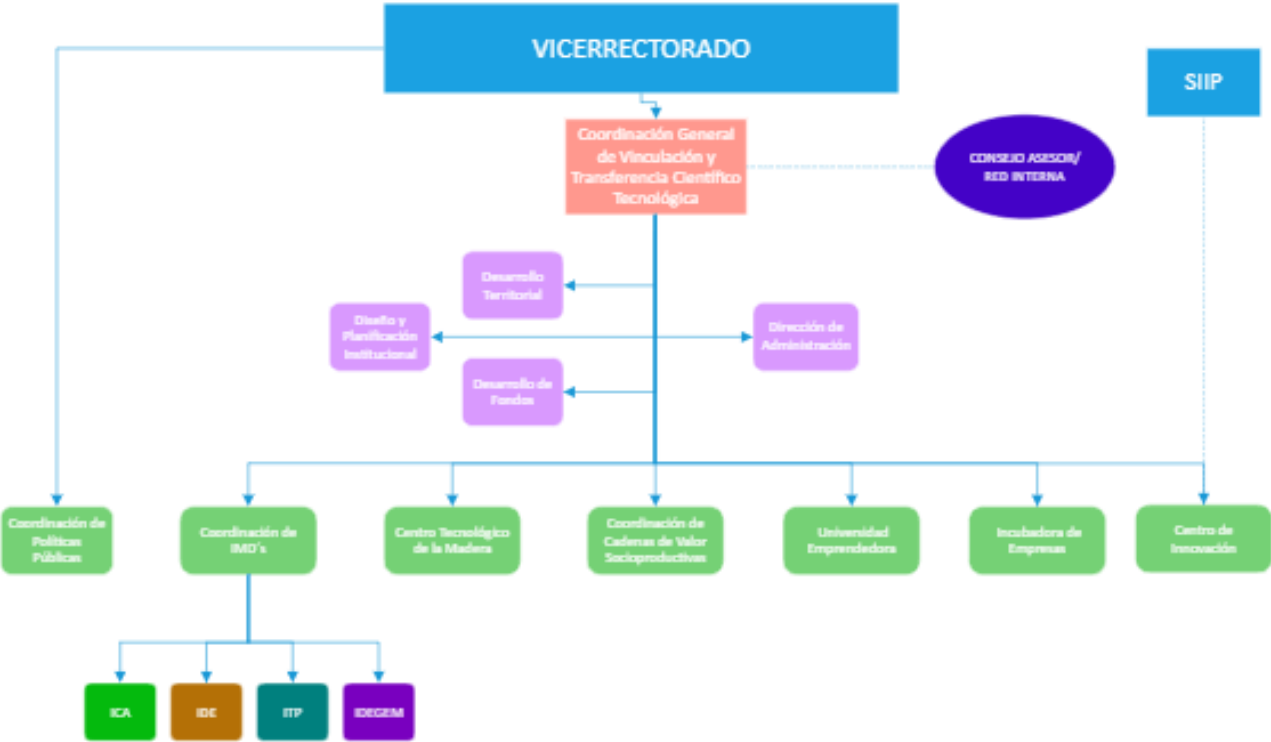 VICERRECTORADO
SIIP
Coordinación General
de Vinculación y
Transferencia Científico
Tecnológica
CONSEJO ASESOR/
RED INTERNA
Desarrollo
Territorial
Diseño y
Planificación
Institucional
Dirección de
Administración
Desarrollo de
Fondos
Coordinación de
Políticas
Públicas
Coordinación de
IMD's
Centro Tecnológico
de la Madera
Coordinación de
Cadenas de Valor
Socioproductivas
Universidad
Emprendedora
Incubadora de
Empresas
Centro de
Innovación
ICA
IDE
ITP
IDEGEM